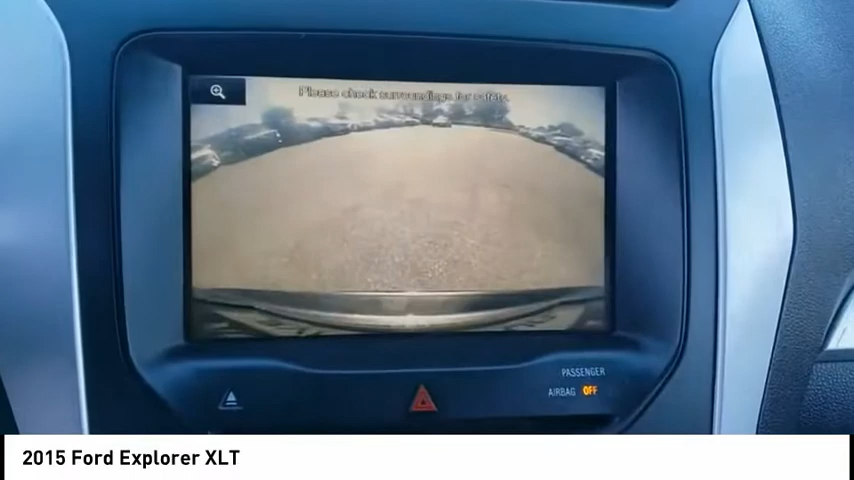 Please check surroundings for safety.
PASSENGER
AIRBAG OFF
2015 Ford Explorer XLT